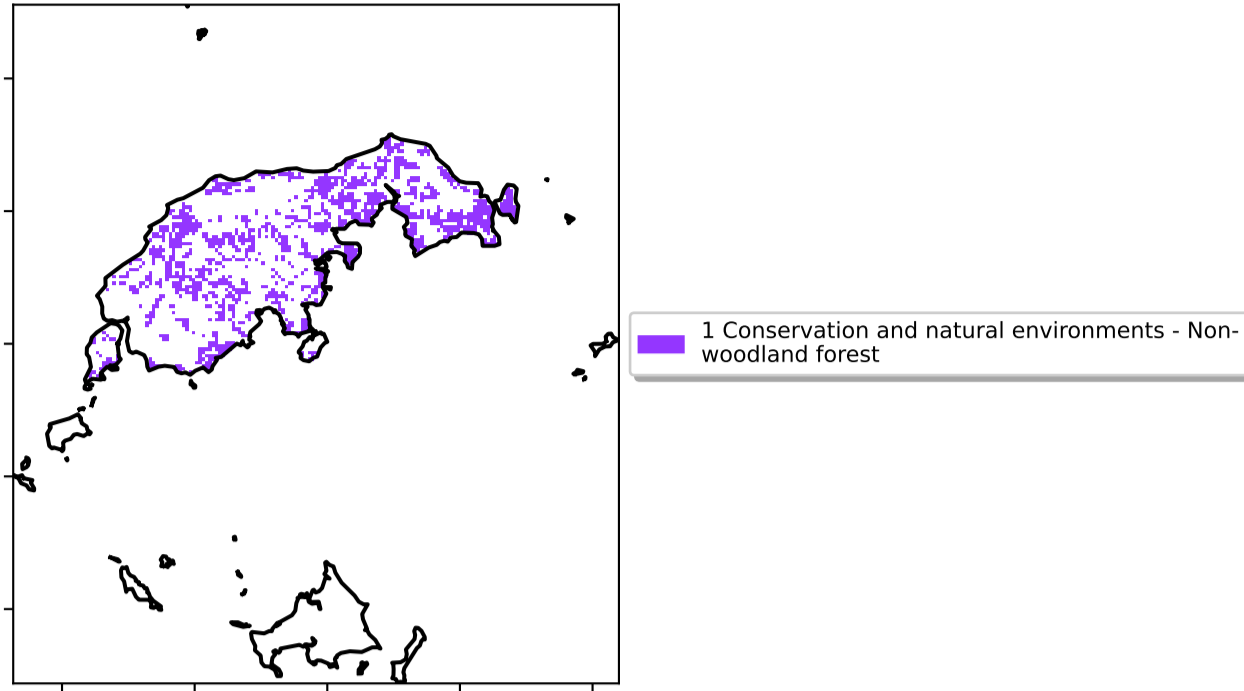 1 Conservation and natural environments - Non-
woodland forest